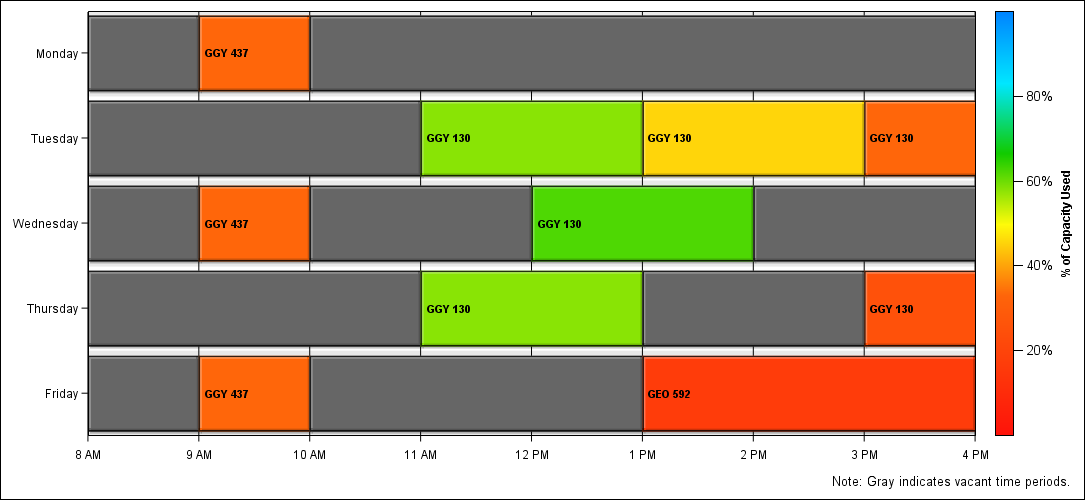 Monday
GGY 437
Tuesday
GGY 130
GGY 130
GGY 130
Wednesday
GGY 437
GGY 130
Thursday
GGY 130
GGY 130
Friday
GGY 437
GEO 592
8 AM
9 AM
10 AM
11 AM
12 PM
1 PM
2 PM
3 PM
4 PM
80%
60%
40%
20%
% of Capacity Used
Note: Gray indicates vacant time periods.